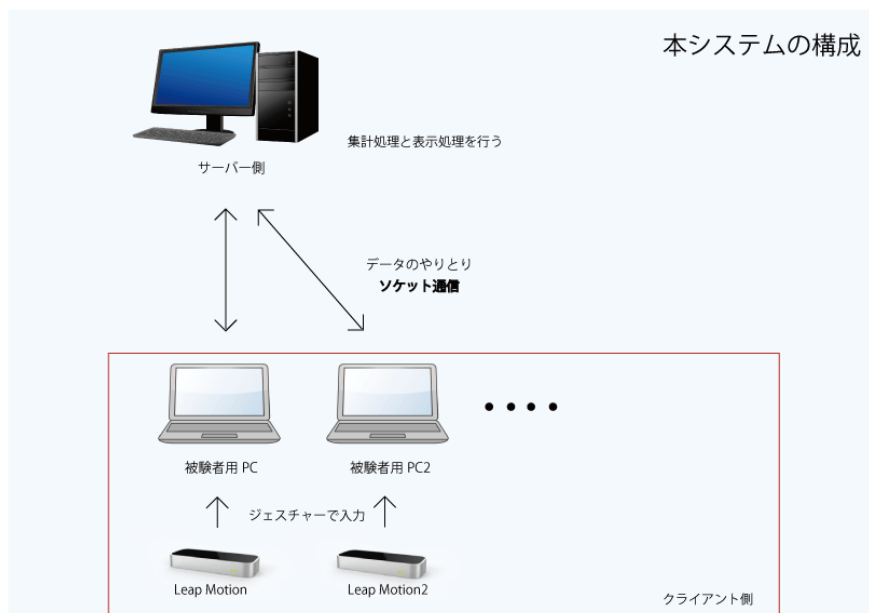 本システムの構成
集計処理と表示処理を行う
サーバー側
データのやりとり
ソケット通信
被験者用 PC
被験者用 PC2
ジェスチャーで入力
Leap Motion
Leap Motion2
クライアント側